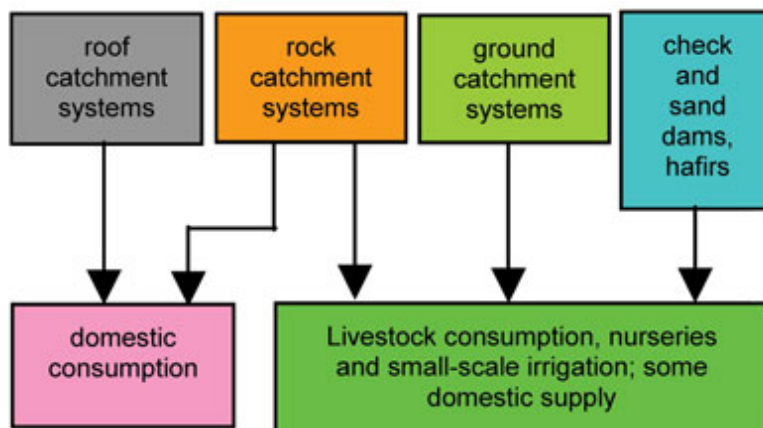 roof
catchment
systems
rock
catchment
systems
ground
catchment
systems
check
and
sand
dams,
hafirs
domestic
consumption
Livestock consumption, nurseries
and small-scale irrigation; some
domestic supply